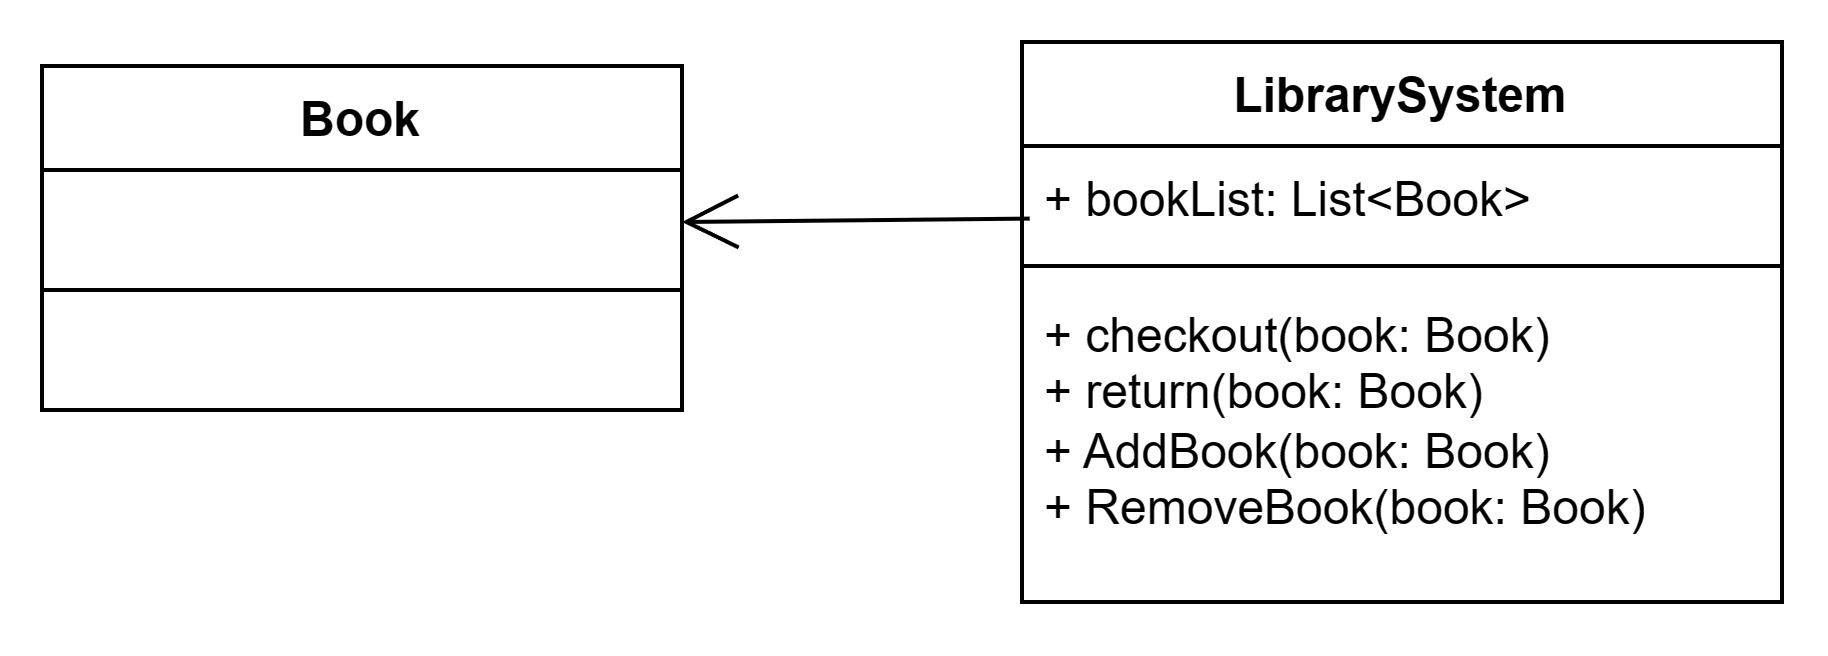 Book
LibrarySystem
+ bookList: List<Book>
+ checkout(book: Book)
+ return(book: Book)
+ AddBook(book: Book)
+ RemoveBook(book: Book)